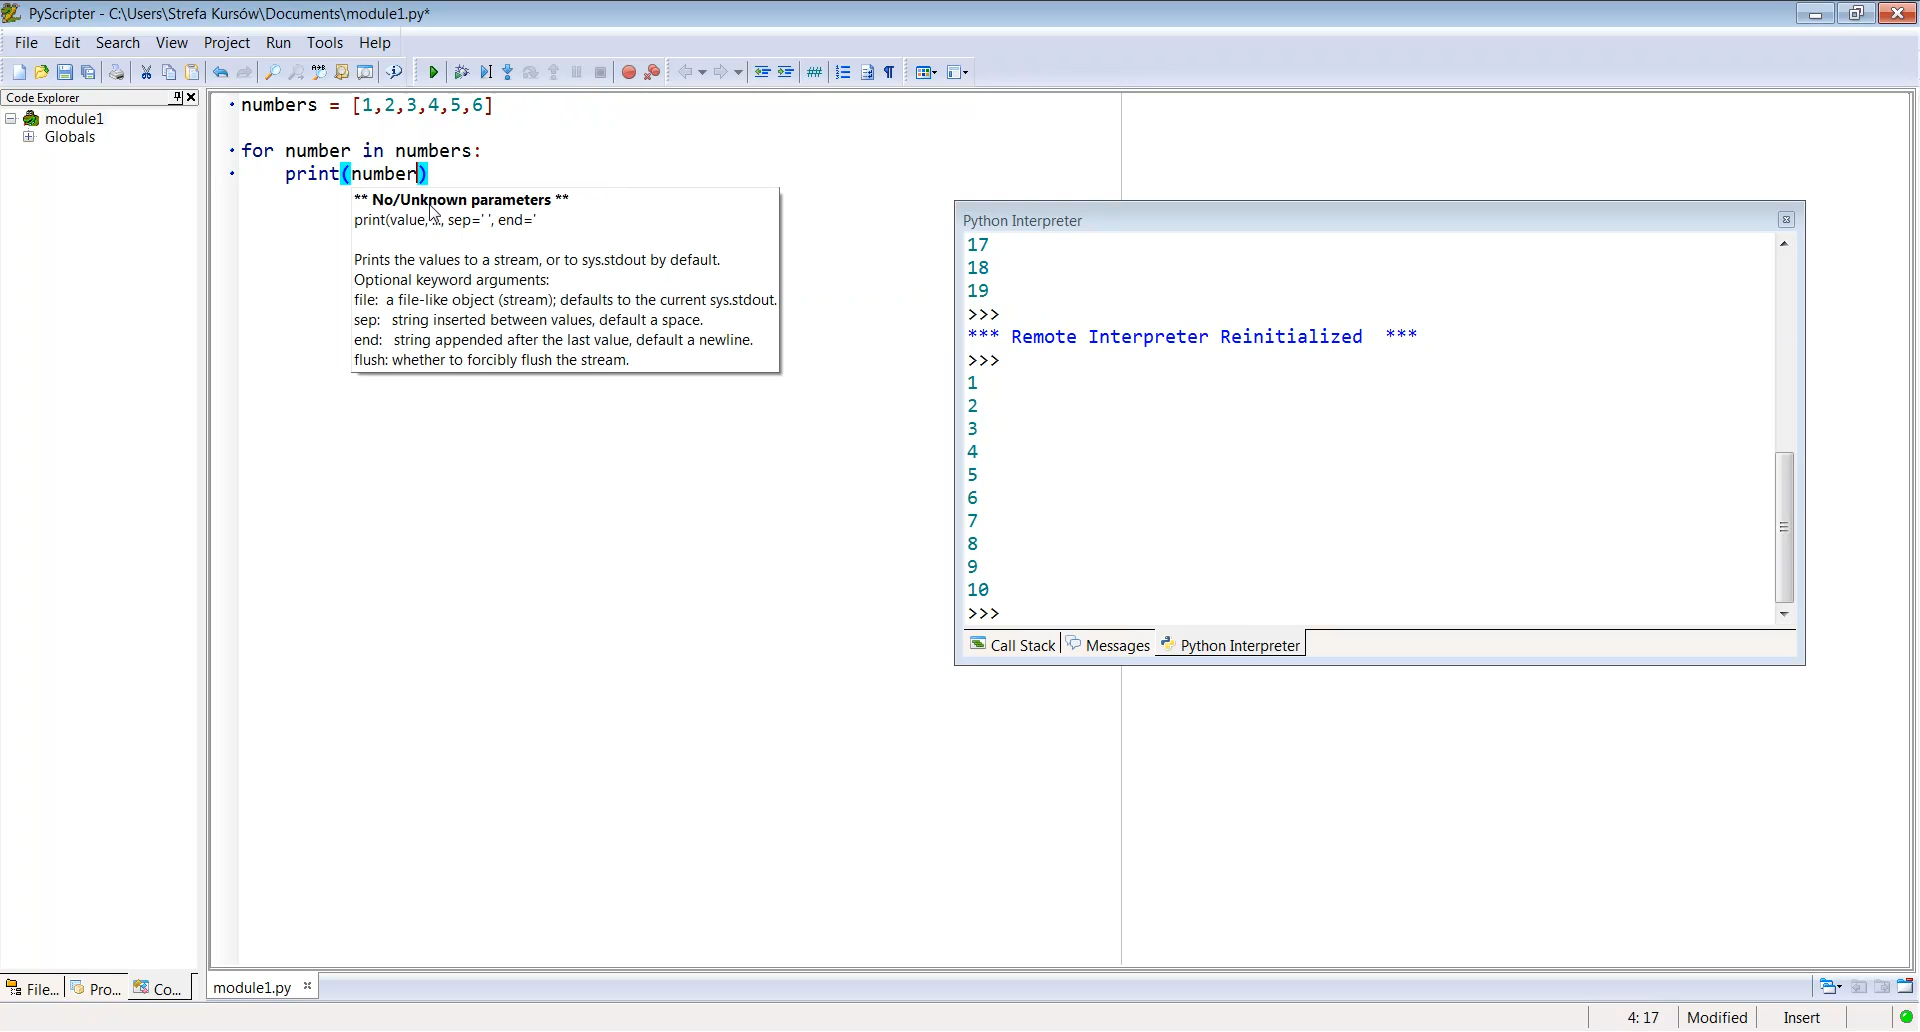 PyScripter - C:\Users\Strefa Kursów\Documents\module1.py*
File Edit Search View Project Run Tools Help
Code Explorer
module1
Globals
numbers = [1,2,3,4,5,6]
for number in numbers:
print(number)
** No/Unknown parameters **
print(value, sep=' ', end='
Prints the values to a stream, or to sys.stdout by default.
Optional keyword arguments:
file: a file-like object (stream); defaults to the current sys.stdout.
sep: string inserted between values, default a space.
end: string appended after the last value, default a newline.
flush: whether to forcibly flush the stream.
Python Interpreter
17
18
19
>>>
*** Remote Interpreter Reinitialized ***
>>>
1
2
3
4
5
6
7
8
9
10
>>>
Call Stack Messages Python Interpreter
File... Pro... Co...
module1.py
4: 17 Modified Insert